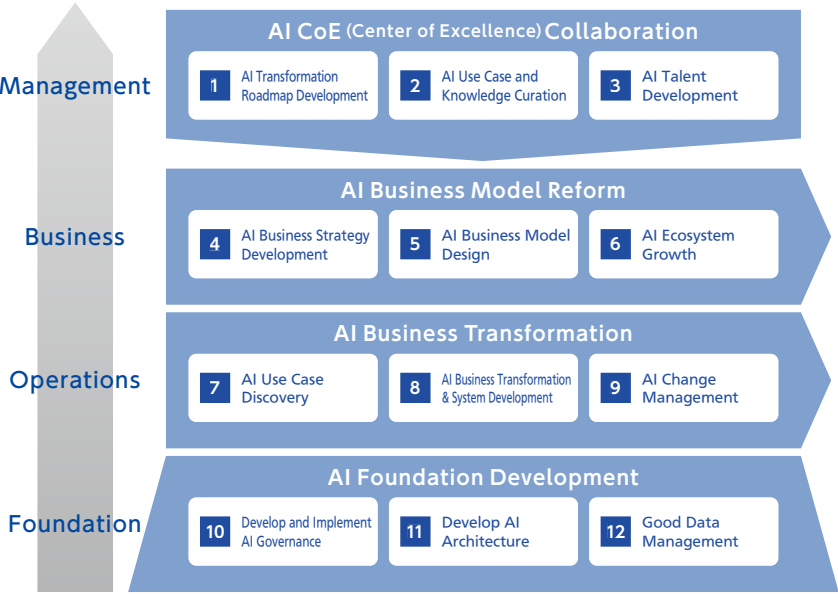 AI CoE (Center of Excellence) Collaboration
Management
1
AI Transformation
Roadmap Development
2
AI Use Case and
Knowledge Curation
3
AI Talent
Development
AI Business Model Reform
Business
4
AI Business Strategy
Development
5
AI Business Model
Design
6
AI Ecosystem
Growth
AI Business Transformation
Operations
7
AI Use Case
Discovery
8
AI Business Transformation
& System Development
9
AI Change
Management
AI Foundation Development
Foundation
10
Develop and Implement
AI Governance
11
Develop AI
Architecture
12
Good Data
Management